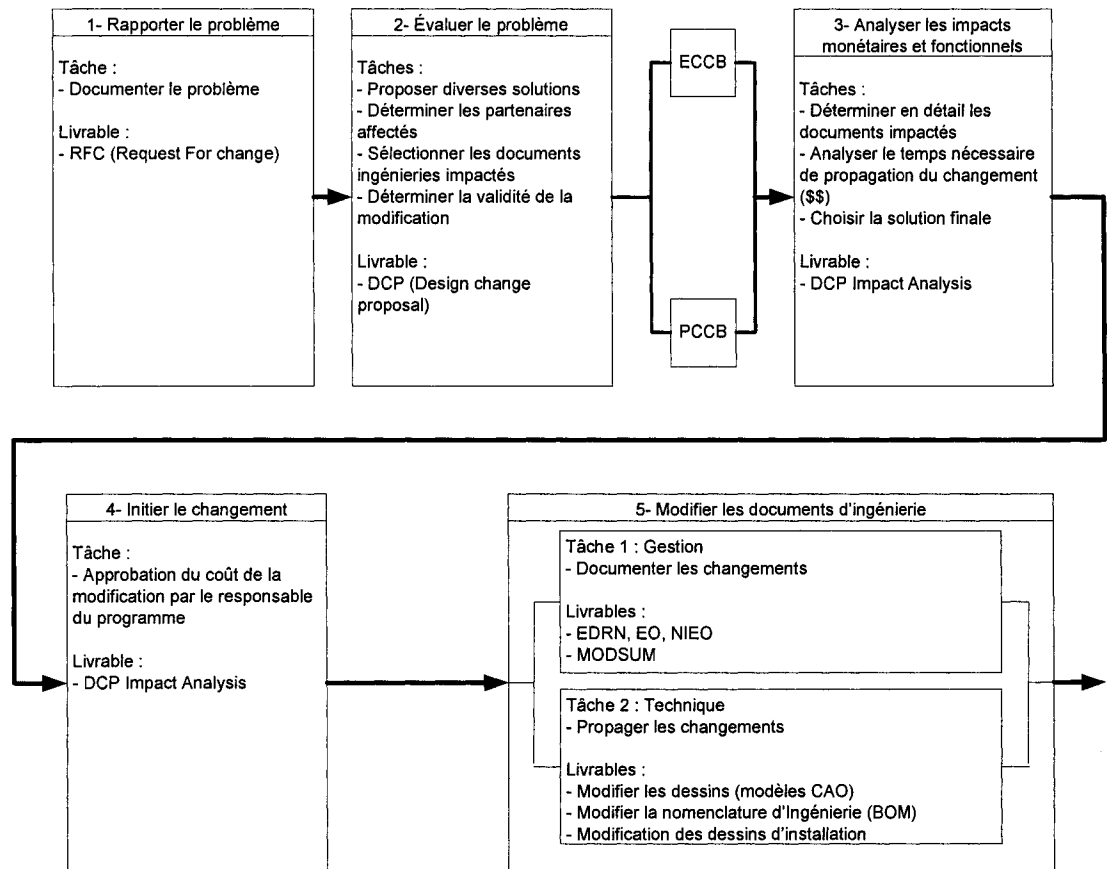 1- Rapporter le problème
Tâche :
- Documenter le problème
Livrable :
- RFC (Request For change)
2- Évaluer le problème
Tâches :
- Proposer diverses solutions
- Déterminer les partenaires
affectés
- Sélectionner les documents
ingénieries impactés
- Déterminer la validité de la
modification
Livrable :
- DCP (Design change
proposal)
ECCB
PCCB
3- Analyser les impacts
monétaires et fonctionnels
Tâches :
- Déterminer en détail les
documents impactés
- Analyser le temps nécessaire
de propagation du changement
($$)
- Choisir la solution finale
Livrable :
- DCP Impact Analysis
4- Initier le changement
Tâche :
- Approbation du coût de la
modification par le responsable
du programme
Livrable :
- DCP Impact Analysis
5- Modifier les documents d'ingénierie
Tâche 1 : Gestion
- Documenter les changements
Livrables :
- EDRN, EO, NIEO
- MODSUM
Tâche 2 : Technique
- Propager les changements
Livrables :
- Modifier les dessins (modèles CAO)
- Modifier la nomenclature d'Ingénierie (BOM)
- Modification des dessins d'installation